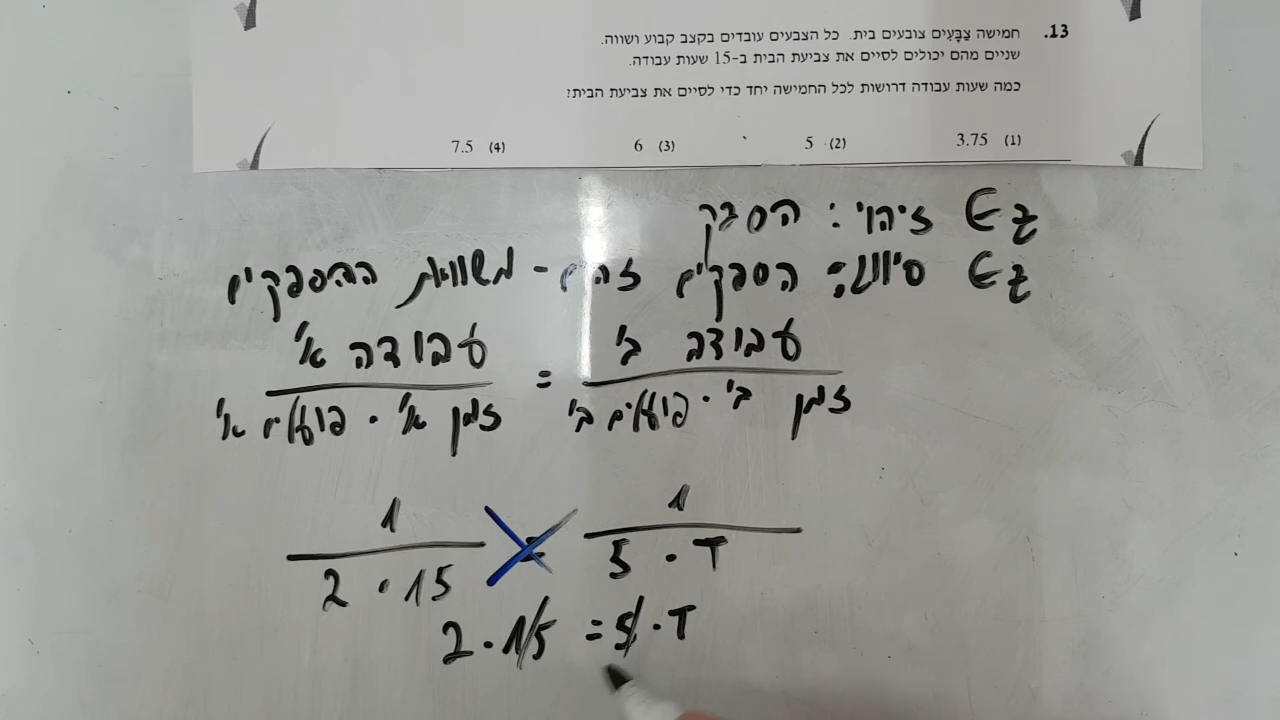 13. חמישה צַבָּעִים צובעים בית. כל הצבעים עובדים בקצב קבוע ושווה.
שניים מהם יכולים לסיים את צביעת הבית ב-15 שעות עבודה.
כמה שעות עבודה דרושות לכל החמישה יחד כדי לסיים את צביעת הבית?
(1) 3.75 (2) 5 (3) 6 (4) 7.5
זיהוי: הספק
סיווג: הספקים זהים - משוואת ההספקים
עבודה א' = עבודה ב'
זמן א' · פועלים א' זמן ב' · פועלים ב'
1 = 1
2 · 15 5 · T
2 · 15 = 5 · T